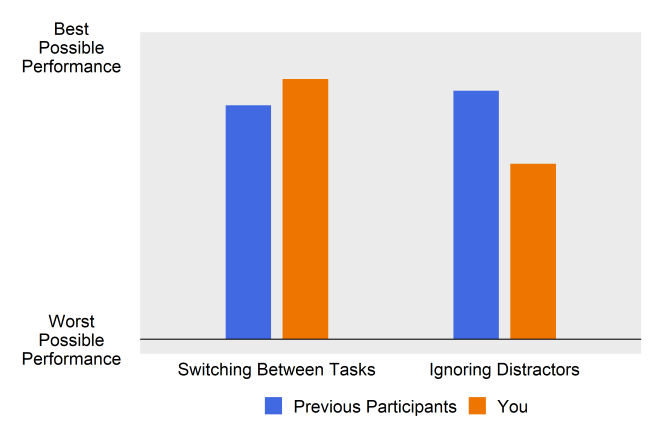 Best
Possible
Performance
Worst
Possible
Performance
Switching Between Tasks
Ignoring Distractors
Previous Participants
You